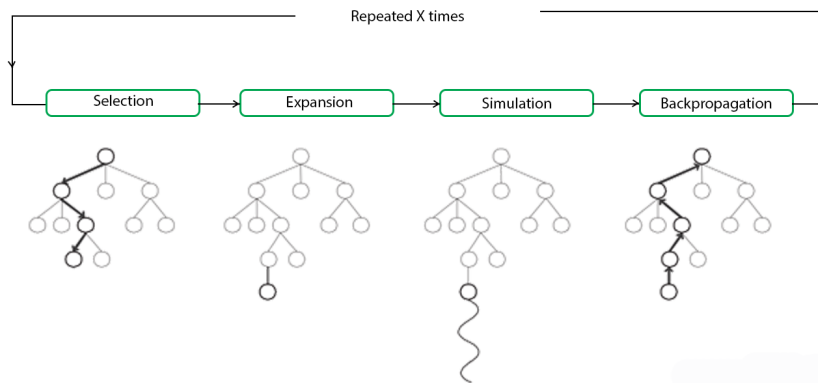 Repeated X times
Selection
Expansion
Simulation
Backpropagation